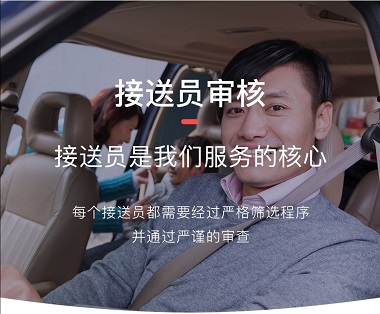 接送员审核
接送员是我们服务的核心
每个接送员都需要经过严格筛选程序
并通过严谨的审查